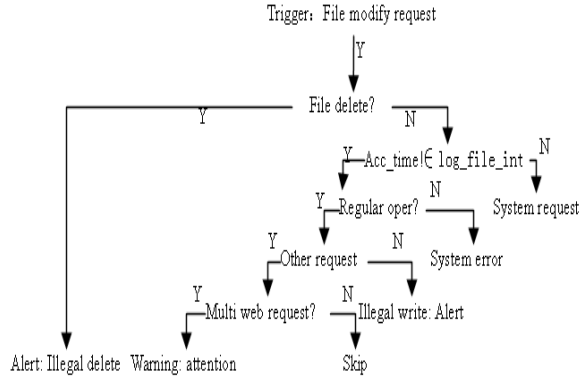 Trigger: File modify request
Y
File delete?
Y
N
Acc_time!∈ log_file_int
Y
N
Regular oper?
System request
Y
N
Other request
System error
Y
N
Multi web request?
Illegal write: Alert
Y
N
Alert: Illegal delete
Warning: attention
Skip